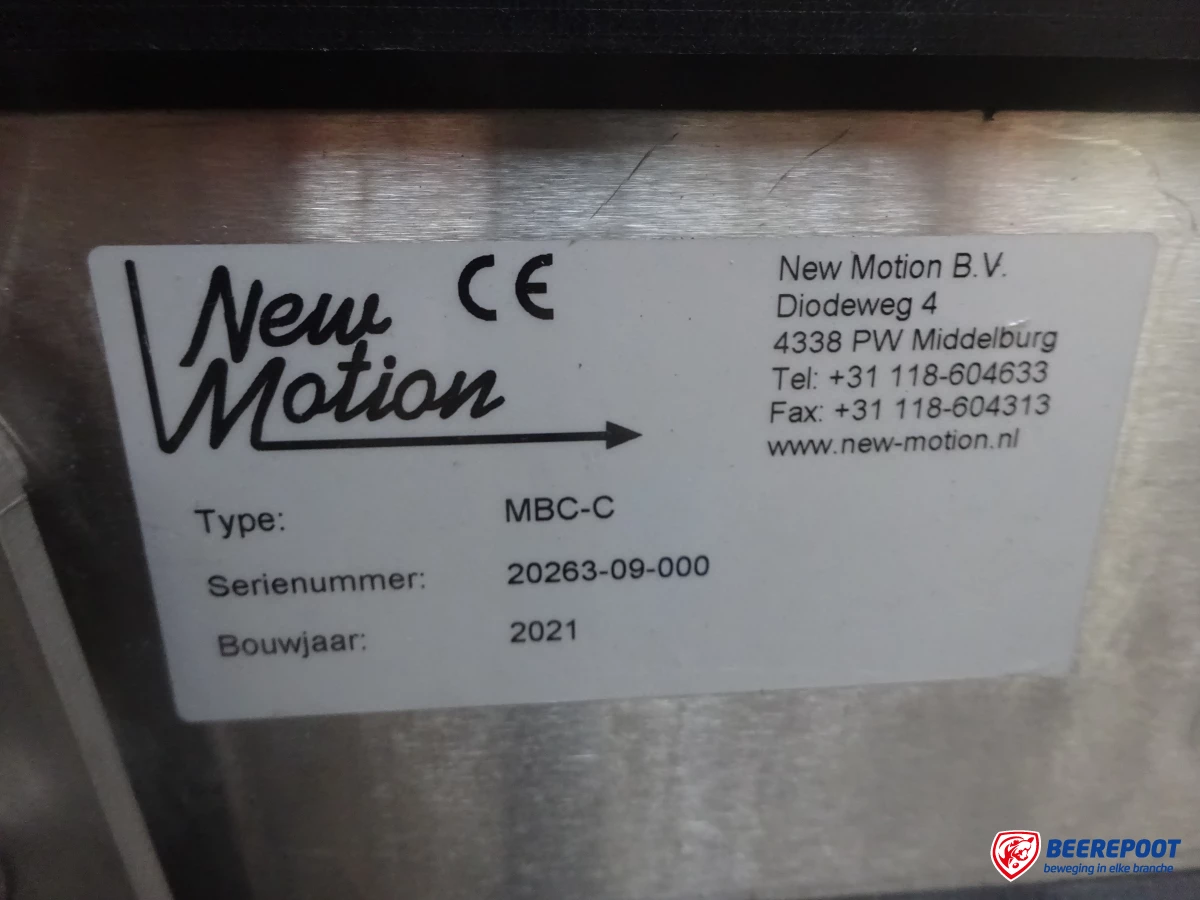 New Motion
CE
New Motion B.V.
Diodeweg 4
4338 PW Middelburg
Tel: +31 118-604633
Fax: +31 118-604313
www.new-motion.nl
Type: MBC-C
Serienummer: 20263-09-000
Bouwjaar: 2021
BEEREPOOT
beweging in elke branche